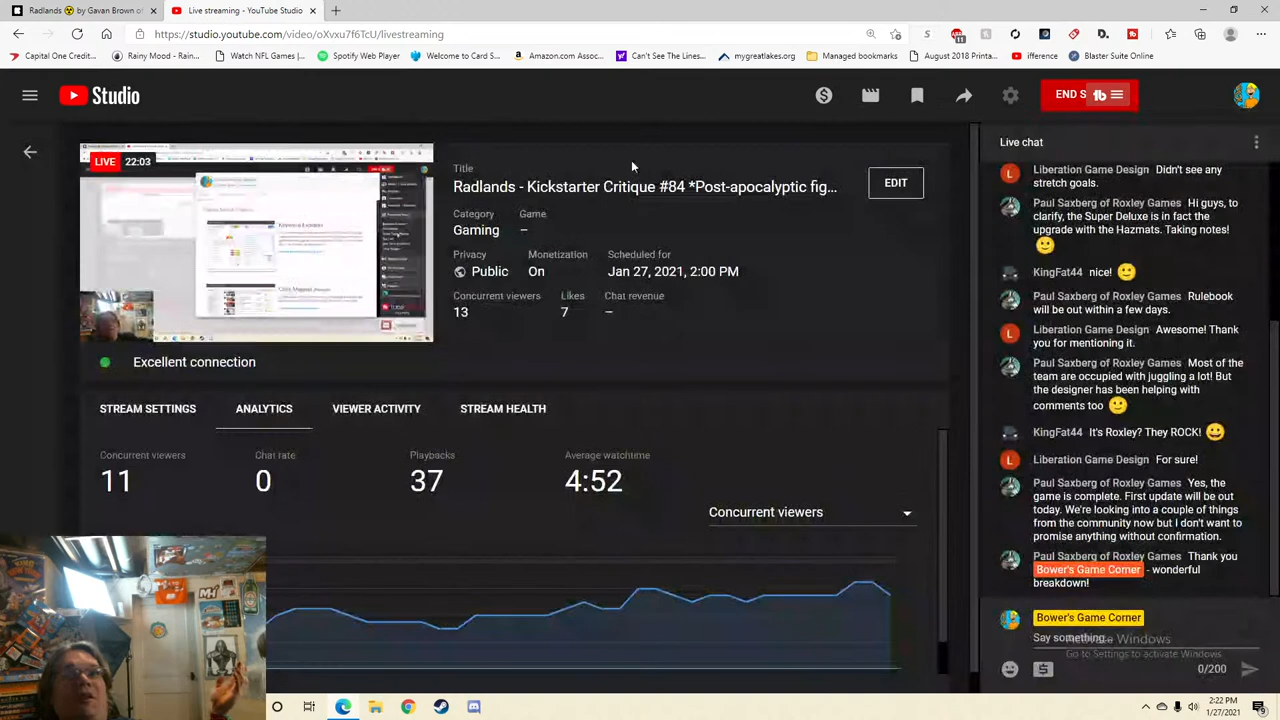 Radlands ☢ by Gavan Brown of
Live streaming - YouTube Studio
https://studio.youtube.com/video/oXvxu7f6TcU/livestreaming
Capital One Credit...
Rainy Mood - Rainy...
Watch NFL Games |...
Spotify Web Player
Welcome to Card S...
Amazon.com Assoc...
Can't See The Lines...
mygreatlakes.org
Managed bookmarks
August 2018 Printa...
ifference
Blaster Suite Online
Studio
END S
LIVE 22:03
Title
Radlands - Kickstarter Critique #84 *Post-apocalyptic fig...
Category Game
Gaming –
Privacy Monetization Scheduled for
Public On Jan 27, 2021, 2:00 PM
Concurrent viewers Likes Chat revenue
13 7 –
Excellent connection
STREAM SETTINGS ANALYTICS VIEWER ACTIVITY STREAM HEALTH
Concurrent viewers Chat rate Playbacks Average watchtime
11 0 37 4:52
Concurrent viewers
Live chat
Liberation Game Design Didn't see any
stretch goals.
Paul Saxberg of Roxley Games Hi guys, to
clarify, the Super Deluxe is in fact the
upgrade with the
KingFat44 nice! 🙂
Paul Saxberg of Roxley Games Rulebook
will be out within a few days.
Liberation Game Design Awesome! Thank
you for mentioning it.
Paul Saxberg of Roxley Games Most of the
team are occupied with juggling a lot! But
the designer has been helping with
comments too 🙂
KingFat44 It's Roxley? They ROCK! 😀
Liberation Game Design For sure!
Paul Saxberg of Roxley Games Yes, the
game is complete. First update will be out
today. We're looking into a couple of things
from the community now but I don't want to
promise anything without confirmation.
Paul Saxberg of Roxley Games Thank you
Bower's Game Corner - wonderful
breakdown!
Bower's Game Corner
Say something...
Activate Windows
Go to Settings to activate Windows.
0/200
2:22 PM
1/27/2021